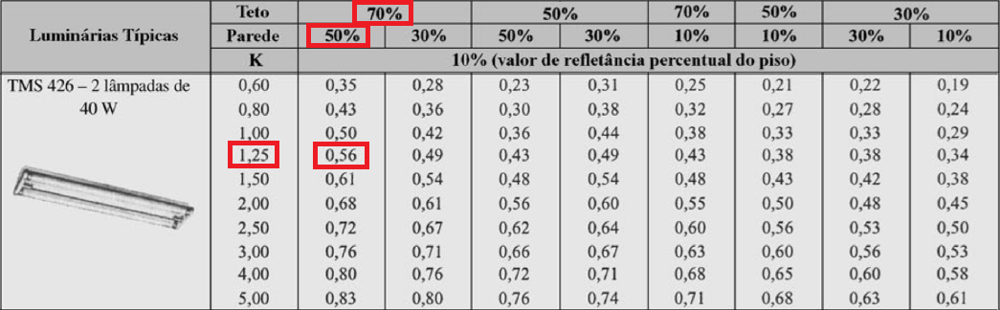 Luminárias Típicas Teto 70% 50% 70% 50% 30%
Parede 50% 30% 50% 30% 10% 10% 30% 10%
K 10% (valor de refletância percentual do piso)
TMS 426 – 2 lâmpadas de 0,60 0,35 0,28 0,23 0,31 0,25 0,21 0,22 0,19
40 W 0,80 0,43 0,36 0,30 0,38 0,32 0,27 0,28 0,24
1,00 0,50 0,42 0,36 0,44 0,38 0,33 0,33 0,29
1,25 0,56 0,49 0,43 0,49 0,43 0,38 0,38 0,34
1,50 0,61 0,54 0,48 0,54 0,48 0,43 0,42 0,38
2,00 0,68 0,61 0,56 0,60 0,55 0,50 0,48 0,45
2,50 0,72 0,67 0,62 0,64 0,60 0,56 0,53 0,50
3,00 0,76 0,71 0,66 0,67 0,63 0,60 0,56 0,53
4,00 0,80 0,76 0,72 0,71 0,68 0,65 0,60 0,58
5,00 0,83 0,80 0,76 0,74 0,71 0,68 0,63 0,61